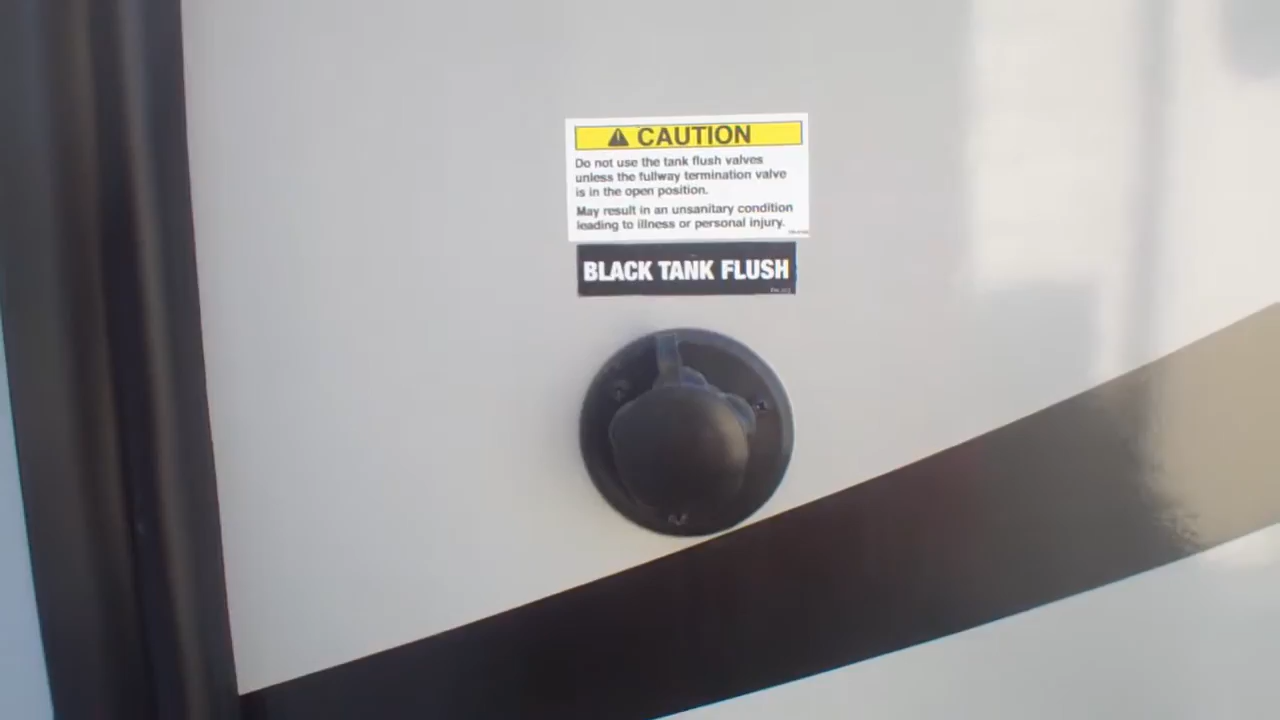 CAUTION
Do not use the tank flush valves
unless the fullway termination valve
is in the open position.
May result in an unsanitary condition
leading to illness or personal injury.
BLACK TANK FLUSH